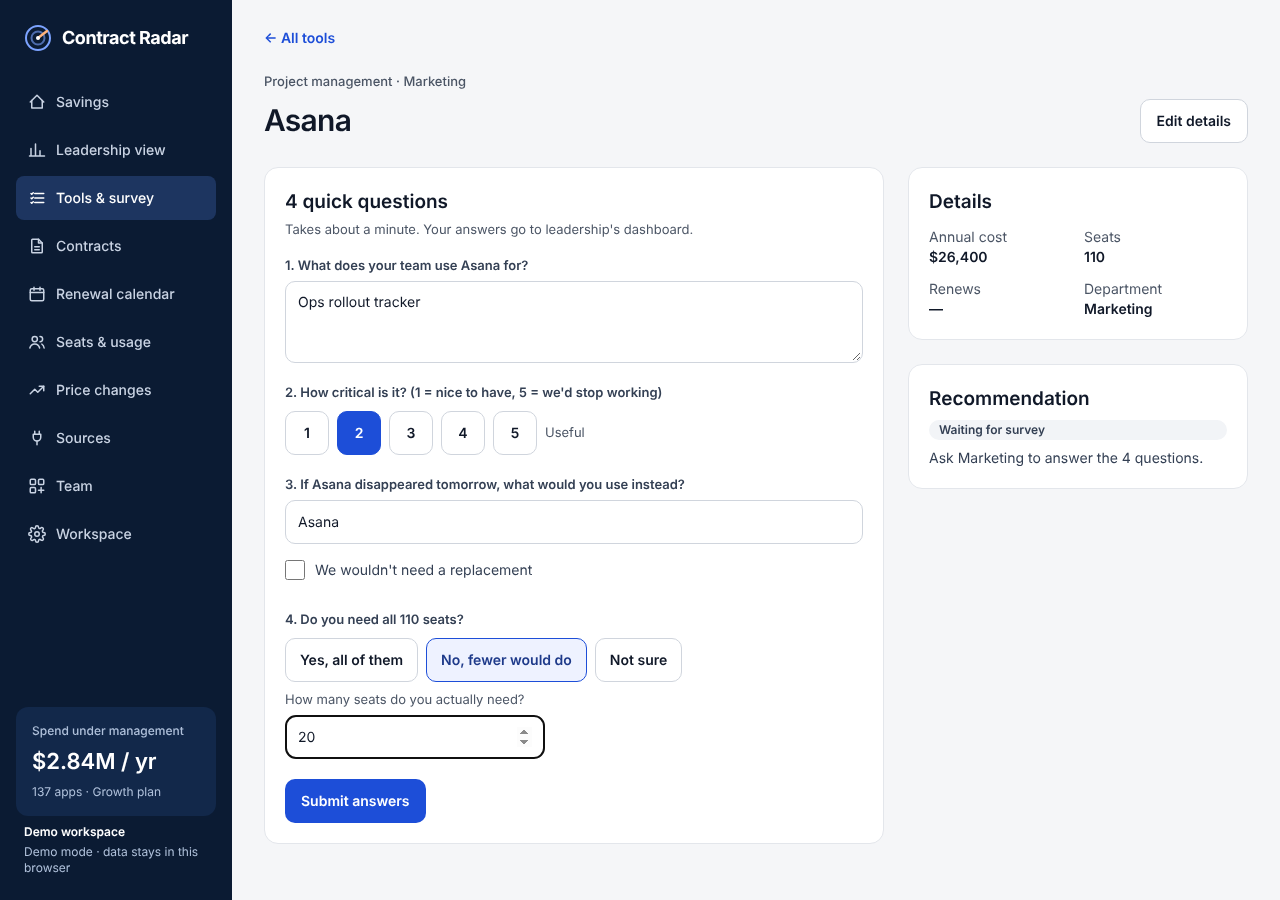 Contract Radar
Savings
Leadership view
Tools & survey
Contracts
Renewal calendar
Seats & usage
Price changes
Sources
Team
Workspace
Spend under management
$2.84M / yr
137 apps · Growth plan
Demo workspace
Demo mode · data stays in this
browser
← All tools
Project management · Marketing
Asana
Edit details
4 quick questions
Takes about a minute. Your answers go to leadership's dashboard.
1. What does your team use Asana for?
Ops rollout tracker
2. How critical is it? (1 = nice to have, 5 = we'd stop working)
1 2 3 4 5 Useful
3. If Asana disappeared tomorrow, what would you use instead?
Asana
We wouldn't need a replacement
4. Do you need all 110 seats?
Yes, all of them No, fewer would do Not sure
How many seats do you actually need?
20
Submit answers
Details
Annual cost Seats
$26,400 110
Renews Department
— Marketing
Recommendation
Waiting for survey
Ask Marketing to answer the 4 questions.